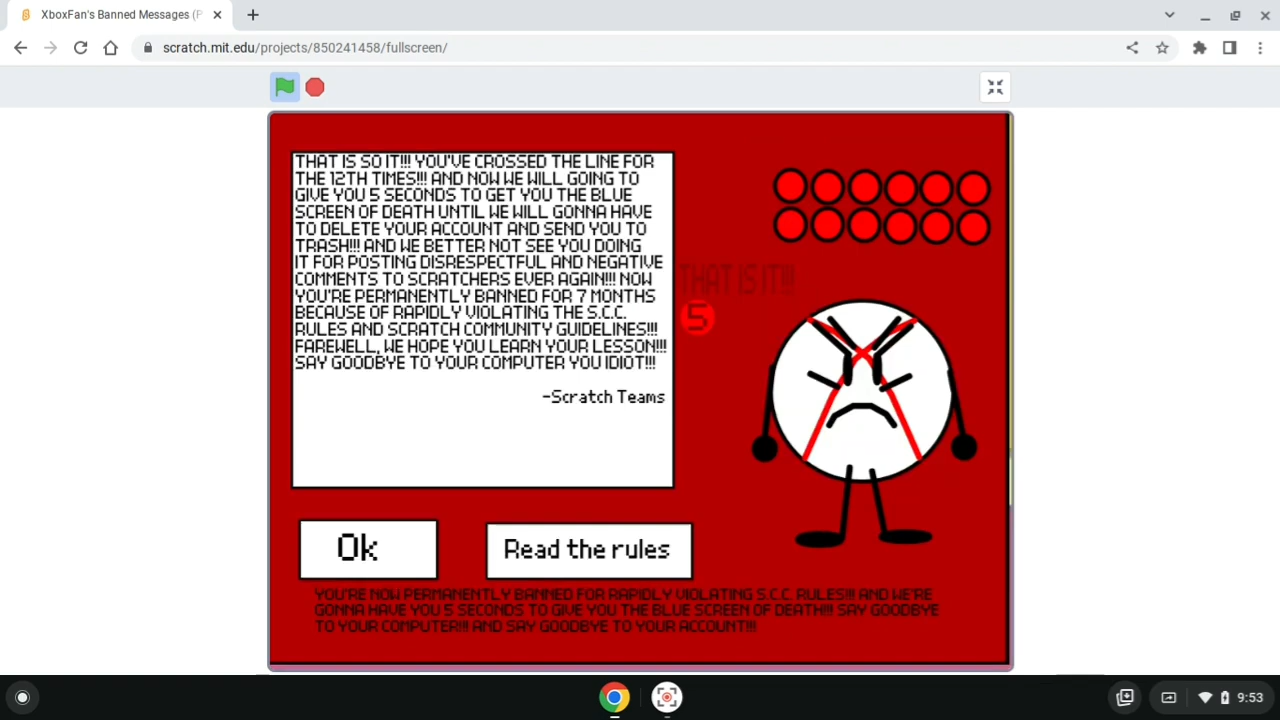 XboxFan's Banned Messages (P
scratch.mit.edu/projects/850241458/fullscreen/
THAT IS SO IT!!! YOU'VE CROSSED THE LINE FOR
THE 12TH TIMES!!! AND NOW WE WILL GOING TO
GIVE YOU 5 SECONDS TO GET YOU THE BLUE
SCREEN OF DEATH UNTIL WE WILL GONNA HAVE
TO DELETE YOUR ACCOUNT AND SEND YOU TO
TRASH!!! AND WE BETTER NOT SEE YOU DOING
IT FOR POSTING DISRESPECTFUL AND NEGATIVE
COMMENTS TO SCRATCHERS EVER AGAIN!!! NOW
YOU'RE PERMANENTLY BANNED FOR 7 MONTHS
BECAUSE OF RAPIDLY VIOLATING THE S.C.C.
RULES AND SCRATCH COMMUNITY GUIDELINES!!!
FAREWELL, WE HOPE YOU LEARN YOUR LESSON!!!
SAY GOODBYE TO YOUR COMPUTER YOU IDIOT!!!
-Scratch Teams
THAT IS IT!!!
5
Ok
Read the rules
YOU'RE NOW PERMANENTLY BANNED FOR RAPIDLY VIOLATING S.C.C. RULES!!! AND WE'RE
GONNA HAVE YOU 5 SECONDS TO GIVE YOU THE BLUE SCREEN OF DEATH!!! SAY GOODBYE
TO YOUR COMPUTER!!! AND SAY GOODBYE TO YOUR ACCOUNT!!!
9:53